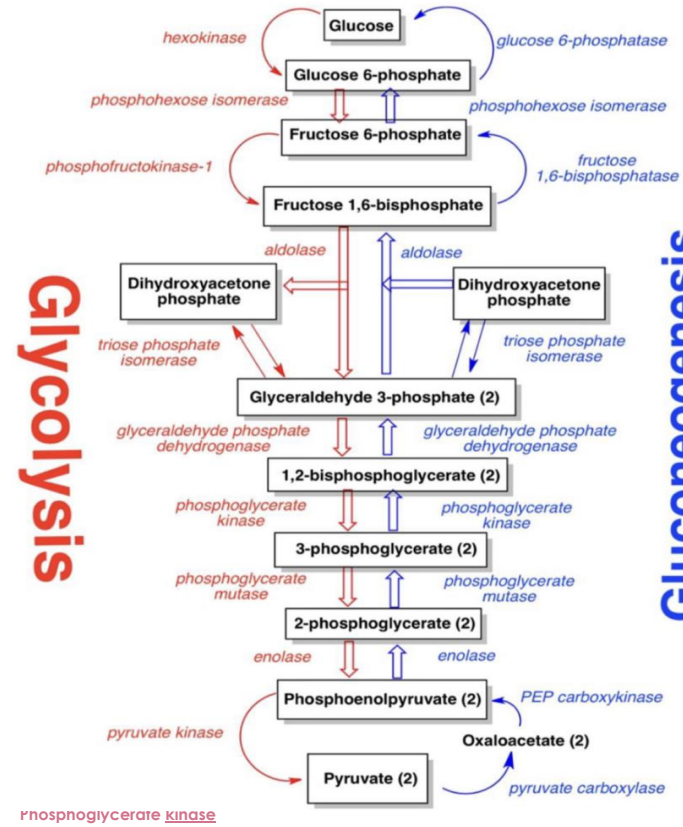 Glucose
hexokinase
glucose 6-phosphatase
Glucose 6-phosphate
phosphohexose isomerase
phosphohexose isomerase
Fructose 6-phosphate
phosphofructokinase-1
fructose
1,6-bisphosphatase
Fructose 1,6-bisphosphate
aldolase
aldolase
Dihydroxyacetone
phosphate
Dihydroxyacetone
phosphate
triose phosphate
isomerase
triose phosphate
isomerase
Glyceraldehyde 3-phosphate (2)
glyceraldehyde phosphate
dehydrogenase
glyceraldehyde phosphate
dehydrogenase
1,2-bisphosphoglycerate (2)
phosphoglycerate
kinase
phosphoglycerate
kinase
3-phosphoglycerate (2)
phosphoglycerate
mutase
phosphoglycerate
mutase
2-phosphoglycerate (2)
enolase
enolase
Phosphoenolpyruvate (2)
PEP carboxykinase
pyruvate kinase
Oxaloacetate (2)
Pyruvate (2)
pyruvate carboxylase
Glycolysis
Gluconeogenesis
Phosphoglycerate kinase